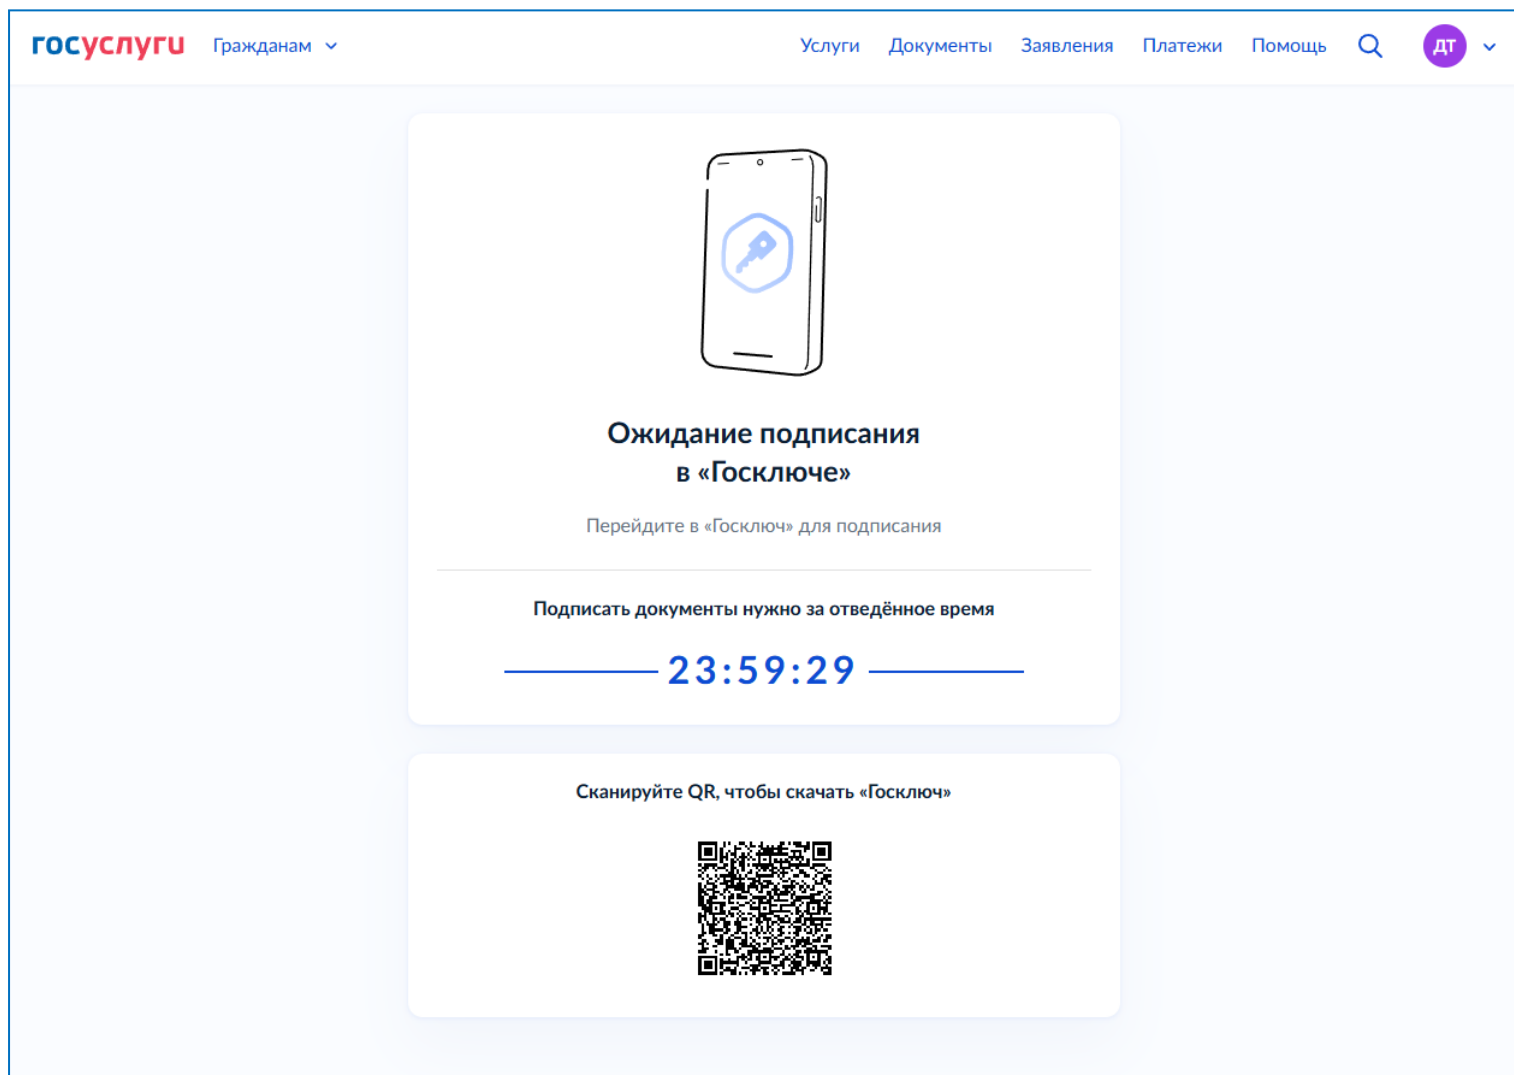 госуслуги Гражданам Услуги Документы Заявления Платежи Помощь ДТ
Ожидание подписания
в «Госключе»
Перейдите в «Госключ» для подписания
Подписать документы нужно за отведённое время
23:59:29
Сканируйте QR, чтобы скачать «Госключ»